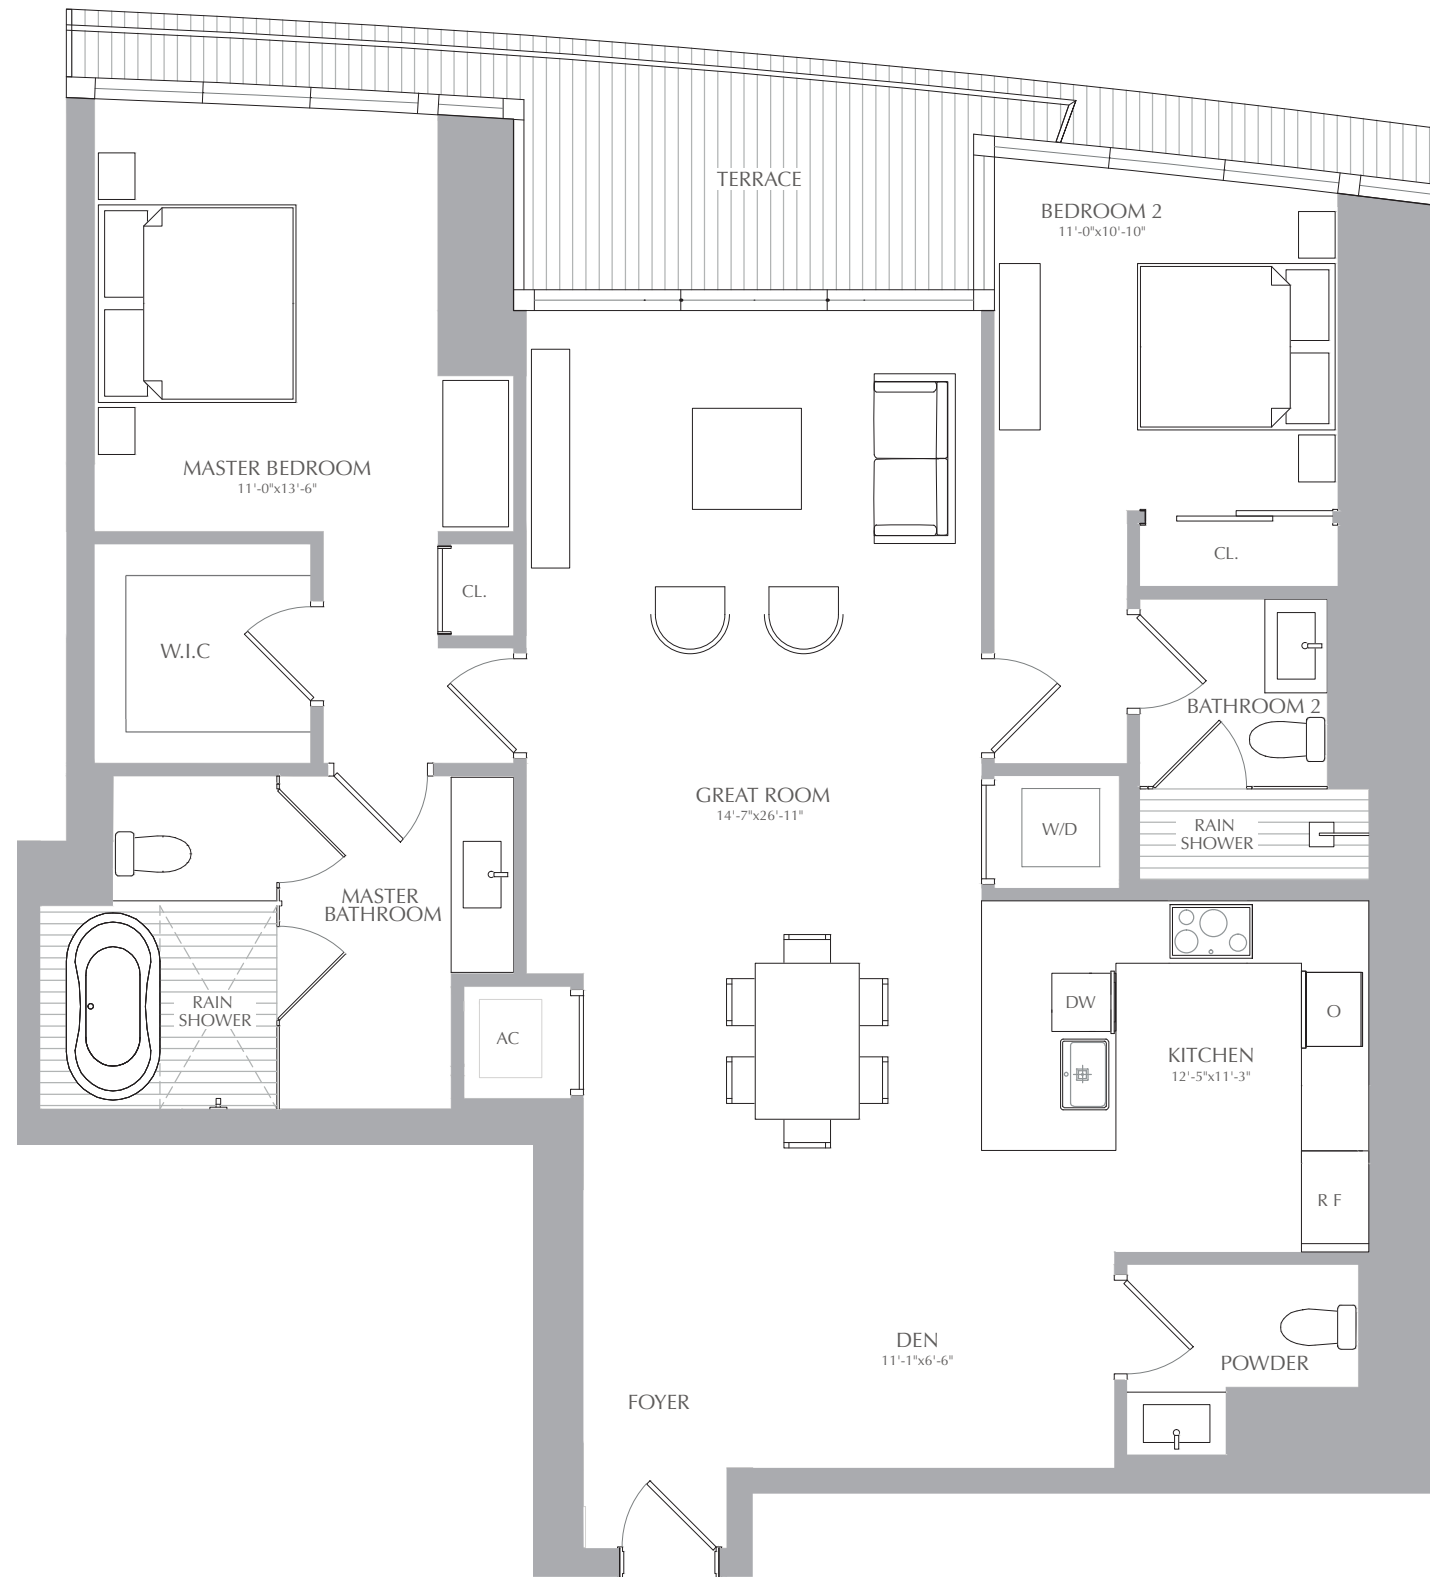 TERRACE
BEDROOM 2
11'-0"x10'-10"
MASTER BEDROOM
11'-0"x13'-6"
CL.
CL.
W.I.C
BATHROOM 2
GREAT ROOM
14'-7"x26'-11"
W/D
RAIN
SHOWER
MASTER
BATHROOM
RAIN
SHOWER
DW
O
AC
KITCHEN
12'-5"x11'-3"
R F
DEN
11'-1"x6'-6"
POWDER
FOYER